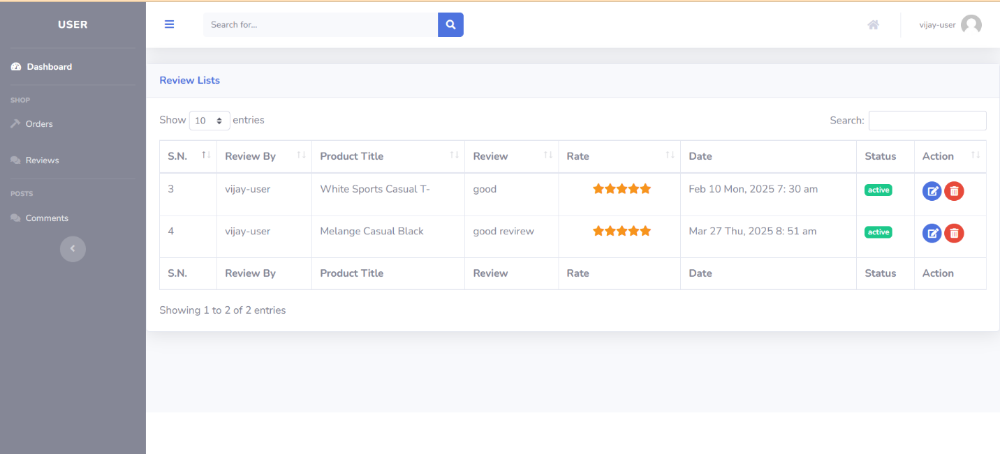 USER
Search for...
vijay-user
Dashboard
SHOP
Orders
Reviews
POSTS
Comments
Review Lists
Show 10 entries
Search:
S.N. Review By Product Title Review Rate Date Status Action
3 vijay-user White Sports Casual T- good Feb 10 Mon, 2025 7: 30 am active
4 vijay-user Melange Casual Black good revirew Mar 27 Thu, 2025 8: 51 am active
S.N. Review By Product Title Review Rate Date Status Action
Showing 1 to 2 of 2 entries